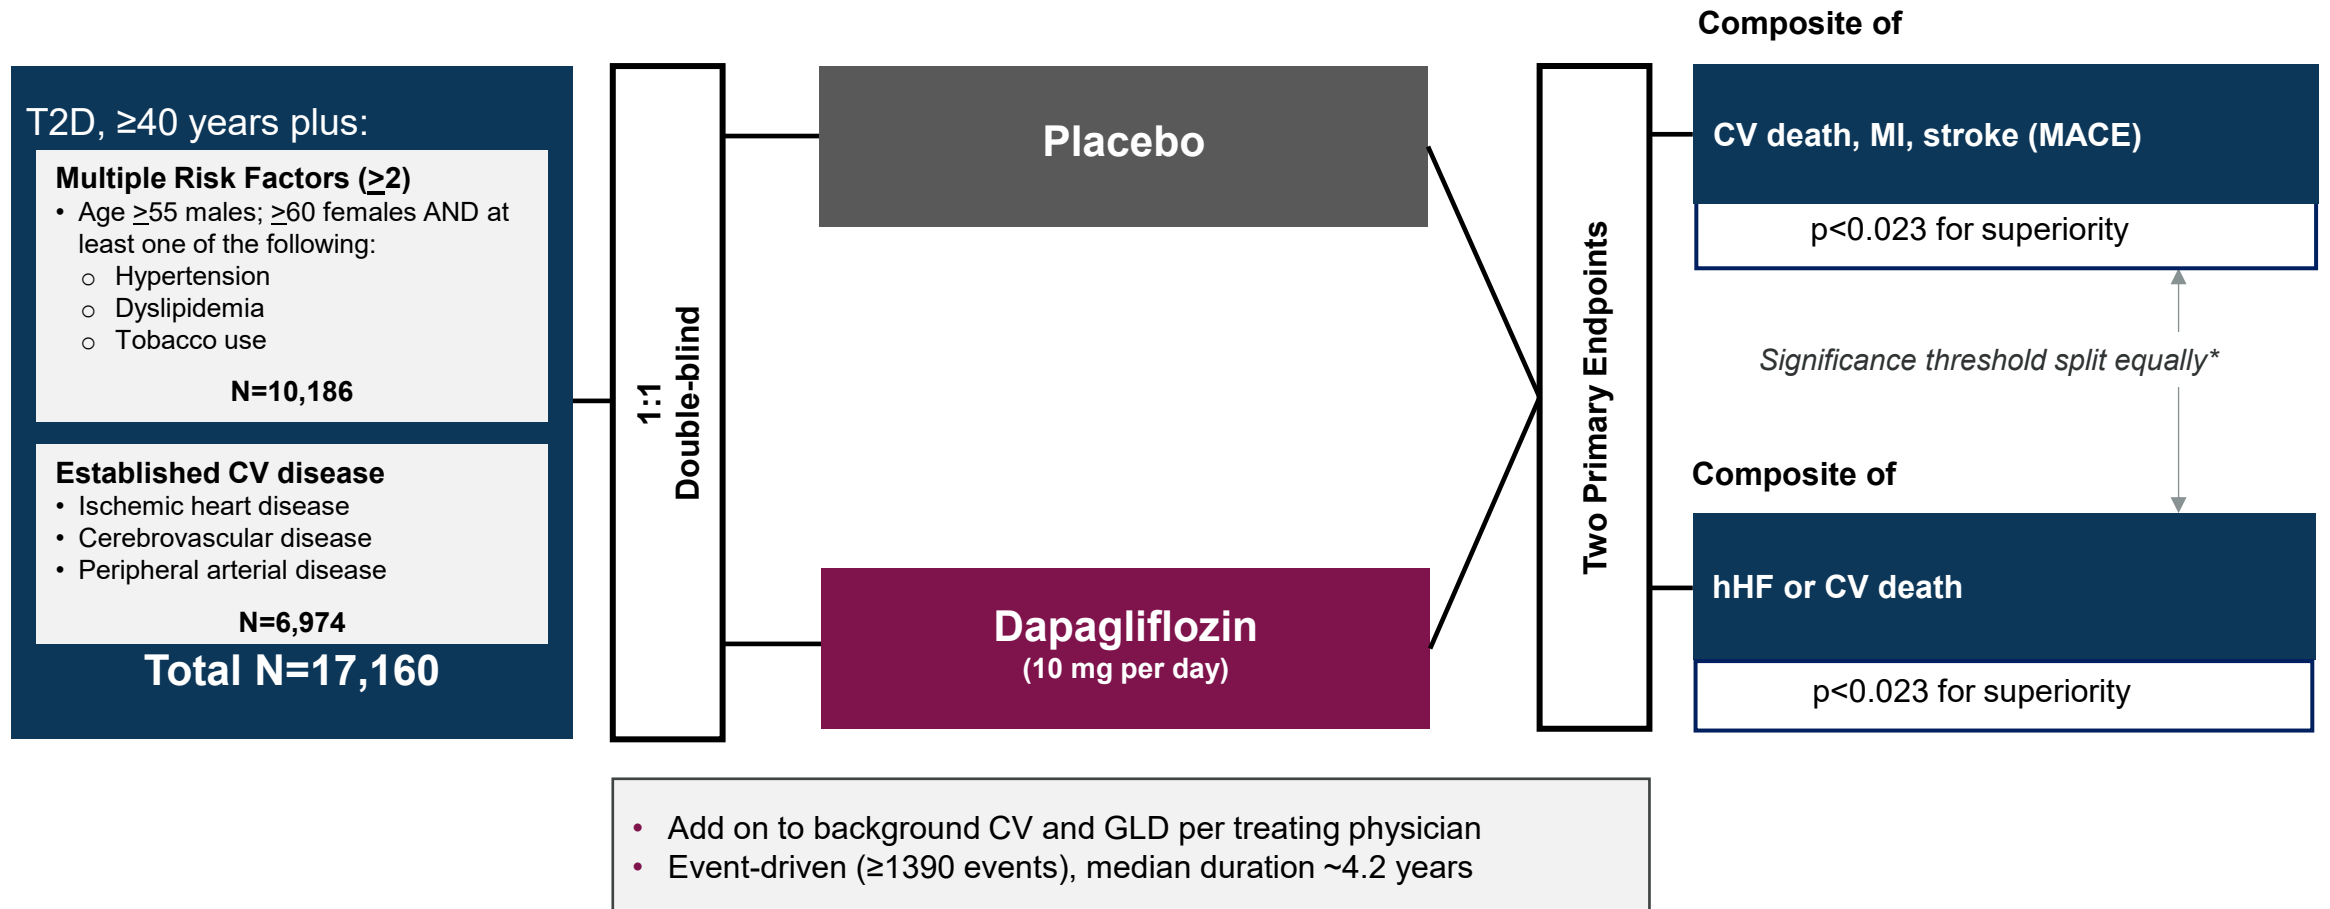 T2D, ≥40 years plus:
Multiple Risk Factors (≥2)
• Age ≥55 males; ≥60 females AND at
least one of the following:
o Hypertension
o Dyslipidemia
o Tobacco use
N=10,186
Established CV disease
• Ischemic heart disease
• Cerebrovascular disease
• Peripheral arterial disease
N=6,974
Total N=17,160
1:1
Double-blind
Placebo
Dapagliflozin
(10 mg per day)
Two Primary Endpoints
Composite of
CV death, MI, stroke (MACE)
p<0.023 for superiority
Significance threshold split equally*
Composite of
hHF or CV death
p<0.023 for superiority
• Add on to background CV and GLD per treating physician
• Event-driven (≥1390 events), median duration ~4.2 years